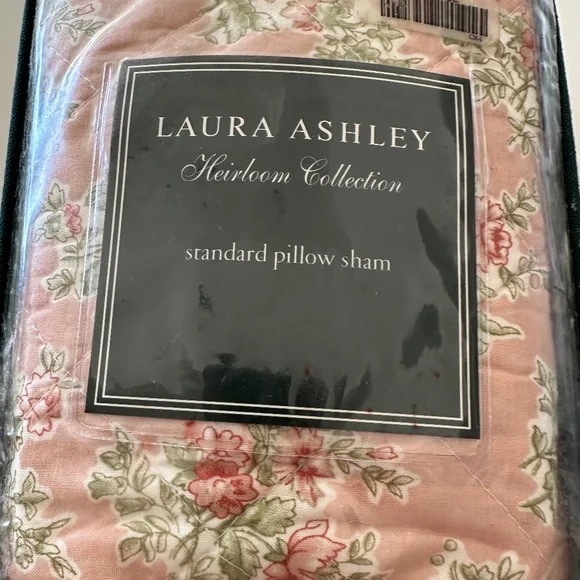 LAURA ASHLEY
Heirloom Collection
standard pillow sham